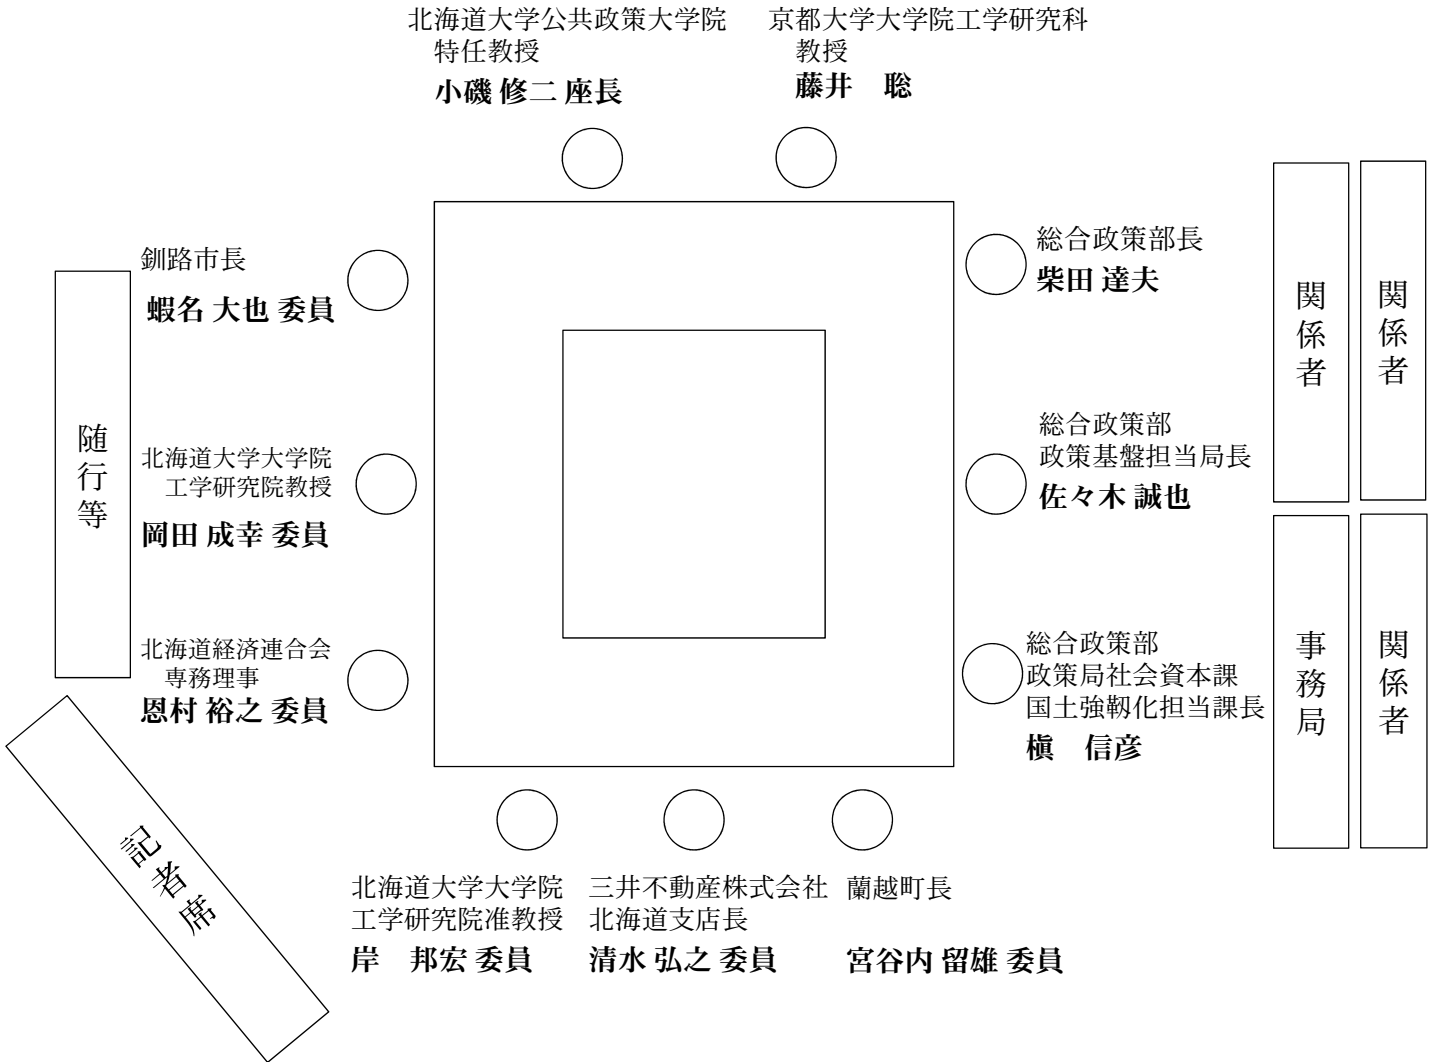 北海道大学公共政策大学院
特任教授
小磯 修二 座長
京都大学大学院工学研究科
教授
藤井　聡
釧路市長
蝦名 大也 委員
北海道大学大学院
工学研究院教授
岡田 成幸 委員
北海道経済連合会
専務理事
恩村 裕之 委員
随行等
記者席
総合政策部長
柴田 達夫
総合政策部
政策基盤担当局長
佐々木 誠也
総合政策部
政策局社会資本課
国土強靱化担当課長
槇　信彦
関係者
関係者
事務局
関係者
北海道大学大学院
工学研究院准教授
岸　邦宏 委員
三井不動産株式会社
北海道支店長
清水 弘之 委員
蘭越町長
宮谷内 留雄 委員